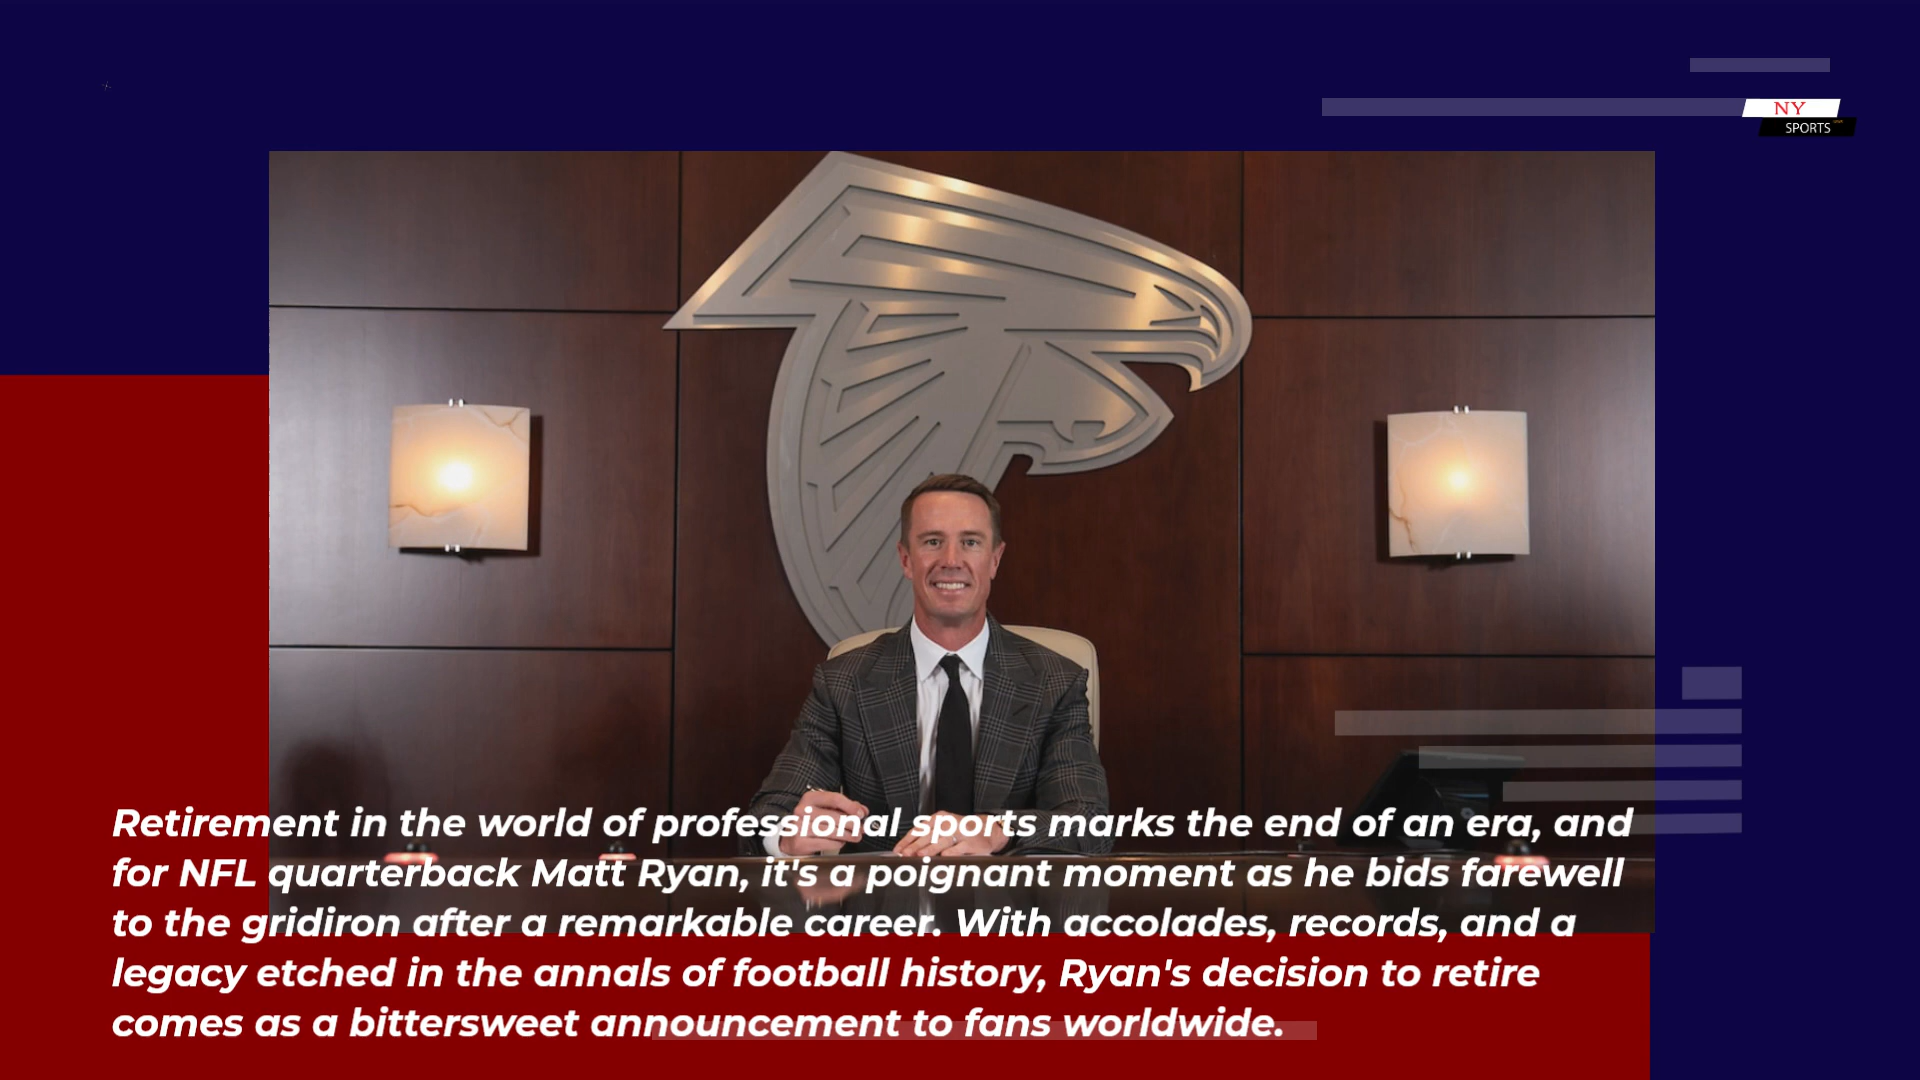 NY
SPORTS
Retirement in the world of professional sports marks the end of an era, and
for NFL quarterback Matt Ryan, it's a poignant moment as he bids farewell
to the gridiron after a remarkable career. With accolades, records, and a
legacy etched in the annals of football history, Ryan's decision to retire
comes as a bittersweet announcement to fans worldwide.